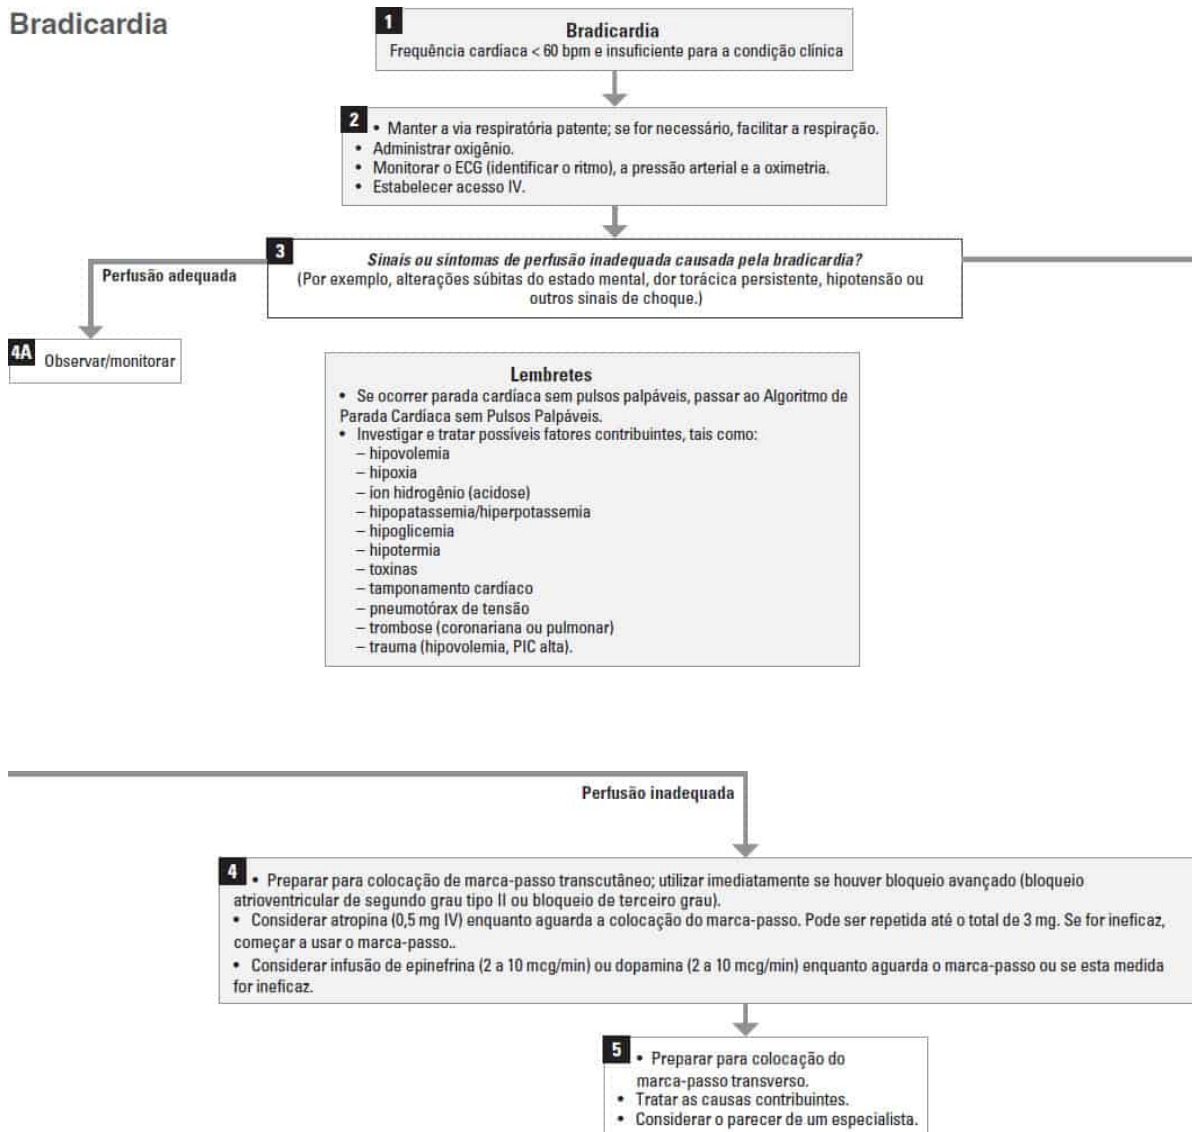 Bradicardia
1
Bradicardia
Frequência cardíaca < 60 bpm e insuficiente para a condição clínica
2
• Manter a via respiratória patente; se for necessário, facilitar a respiração.
• Administrar oxigênio.
• Monitorar o ECG (identificar o ritmo), a pressão arterial e a oximetria.
• Estabelecer acesso IV.
3
Sinais ou sintomas de perfusão inadequada causada pela bradicardia?
(Por exemplo, alterações súbitas do estado mental, dor torácica persistente, hipotensão ou
outros sinais de choque.)
Perfusão adequada
4A Observar/monitorar
Lembretes
• Se ocorrer parada cardíaca sem pulsos palpáveis, passar ao Algoritmo de
Parada Cardíaca sem Pulsos Palpáveis.
• Investigar e tratar possíveis fatores contribuintes, tais como:
– hipovolemia
– hipoxia
– íon hidrogênio (acidose)
– hipopatassemia/hiperpotassemia
– hipoglicemia
– hipotermia
– toxinas
– tamponamento cardíaco
– pneumotórax de tensão
– trombose (coronariana ou pulmonar)
– trauma (hipovolemia, PIC alta).
Perfusão inadequada
4
• Preparar para colocação de marca-passo transcutâneo; utilizar imediatamente se houver bloqueio avançado (bloqueio
atrioventricular de segundo grau tipo II ou bloqueio de terceiro grau).
• Considerar atropina (0,5 mg IV) enquanto aguarda a colocação do marca-passo. Pode ser repetida até o total de 3 mg. Se for ineficaz,
começar a usar o marca-passo..
• Considerar infusão de epinefrina (2 a 10 mcg/min) ou dopamina (2 a 10 mcg/min) enquanto aguarda o marca-passo ou se esta medida
for ineficaz.
5
• Preparar para colocação do
marca-passo transverso.
• Tratar as causas contribuintes.
• Considerar o parecer de um especialista.